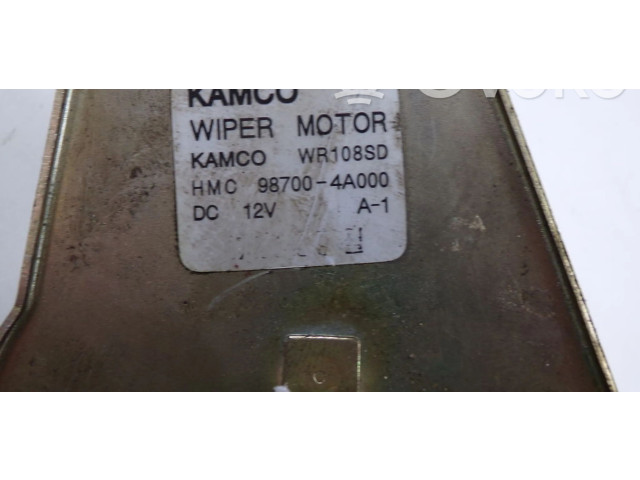 KAMCO
WIPER MOTOR
KAMCO WR108SD
HMC 98700-4A000
DC 12V A-1